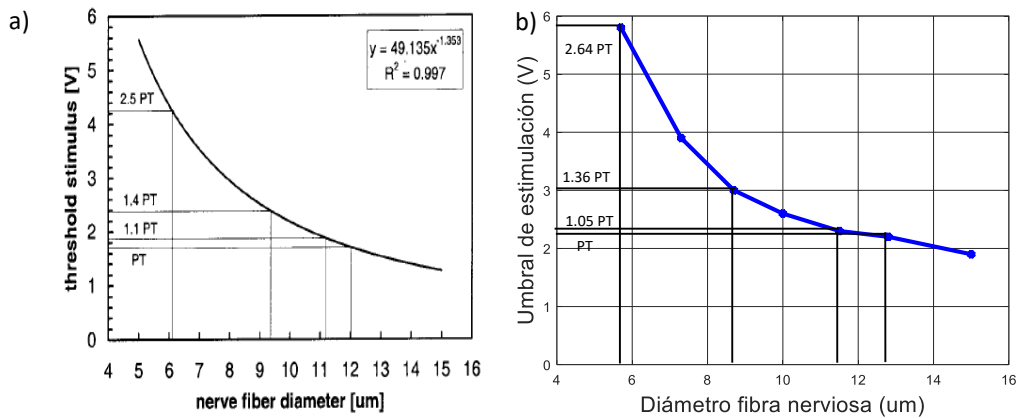 a)
6
5
4
3
2
1
0
threshold stimulus [V]
2.5 PT
1.4 PT
1.1 PT
PT
y = 49.135x-1.353
R2 = 0.997
4 5 6 7 8 9 10 11 12 13 14 15 16
nerve fiber diameter [um]
b)
6
5
4
3
2
1
0
Umbral de estimulación (V)
2.64 PT
1.36 PT
1.05 PT
PT
4 6 8 10 12 14 16
Diámetro fibra nerviosa (um)